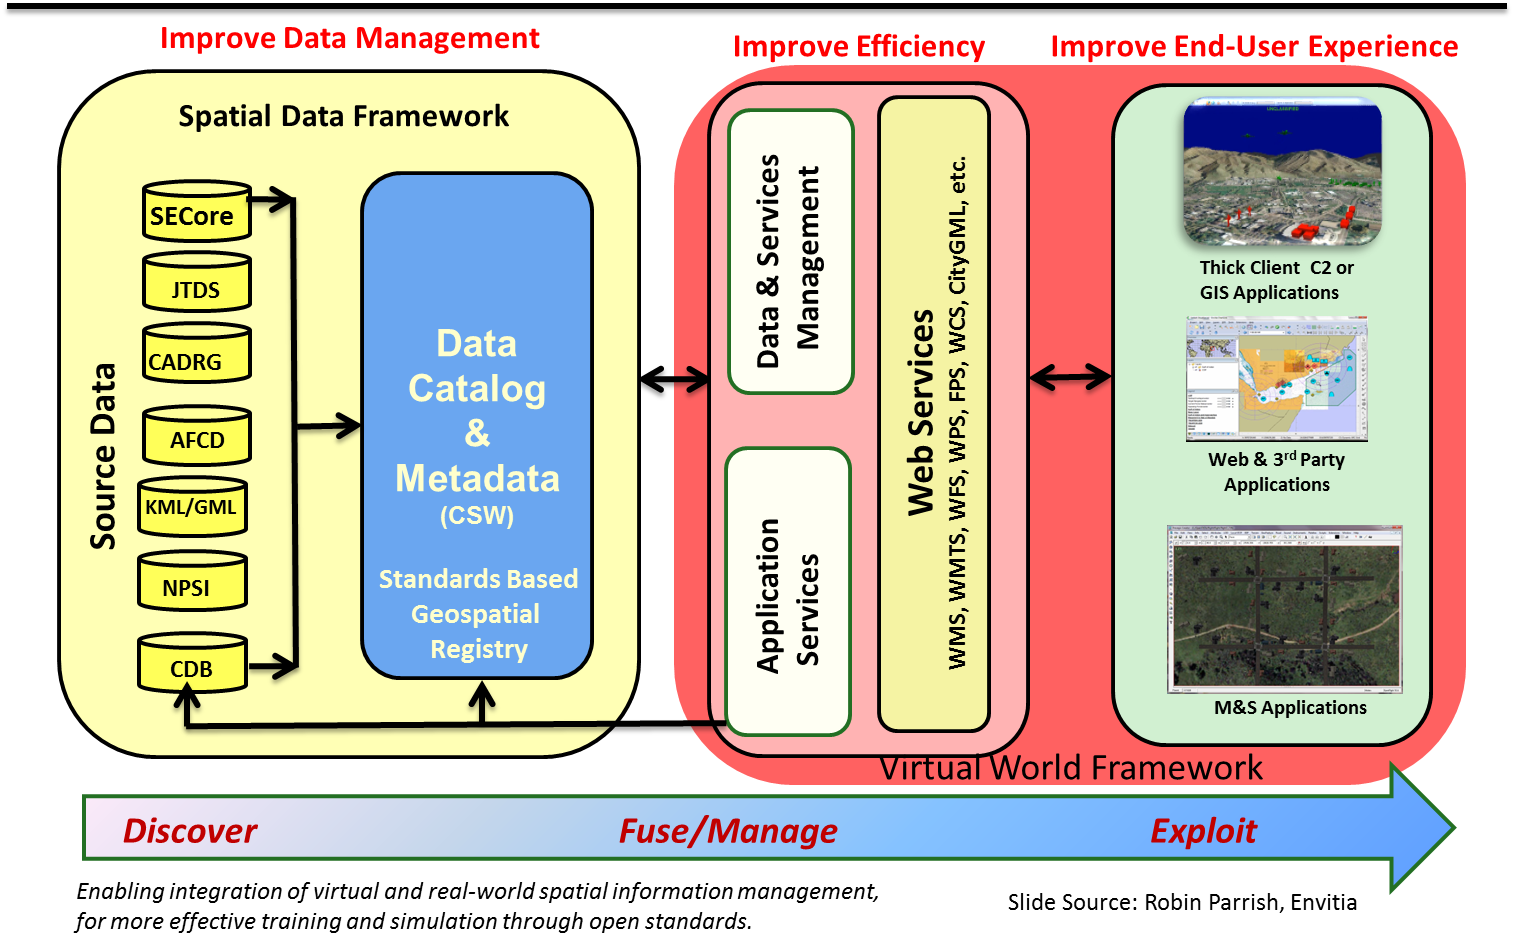 Improve Data Management
Improve Efficiency
Improve End-User Experience
Spatial Data Framework
Source Data
SECore
JTDS
CADRG
AFCD
KML/GML
NPSI
CDB
Data
Catalog
&
Metadata
(CSW)
Standards Based
Geospatial
Registry
Data & Services
Management
Application
Services
Web Services
WMS, WMTS, WFS, WPS, FPS, WCS, CityGML, etc.
UNCLASSIFIED
Thick Client C2 or
GIS Applications
Web & 3rd Party
Applications
M&S Applications
Virtual World Framework
Discover
Fuse/Manage
Exploit
Enabling integration of virtual and real-world spatial information management,
for more effective training and simulation through open standards.
Slide Source: Robin Parrish, Envitia